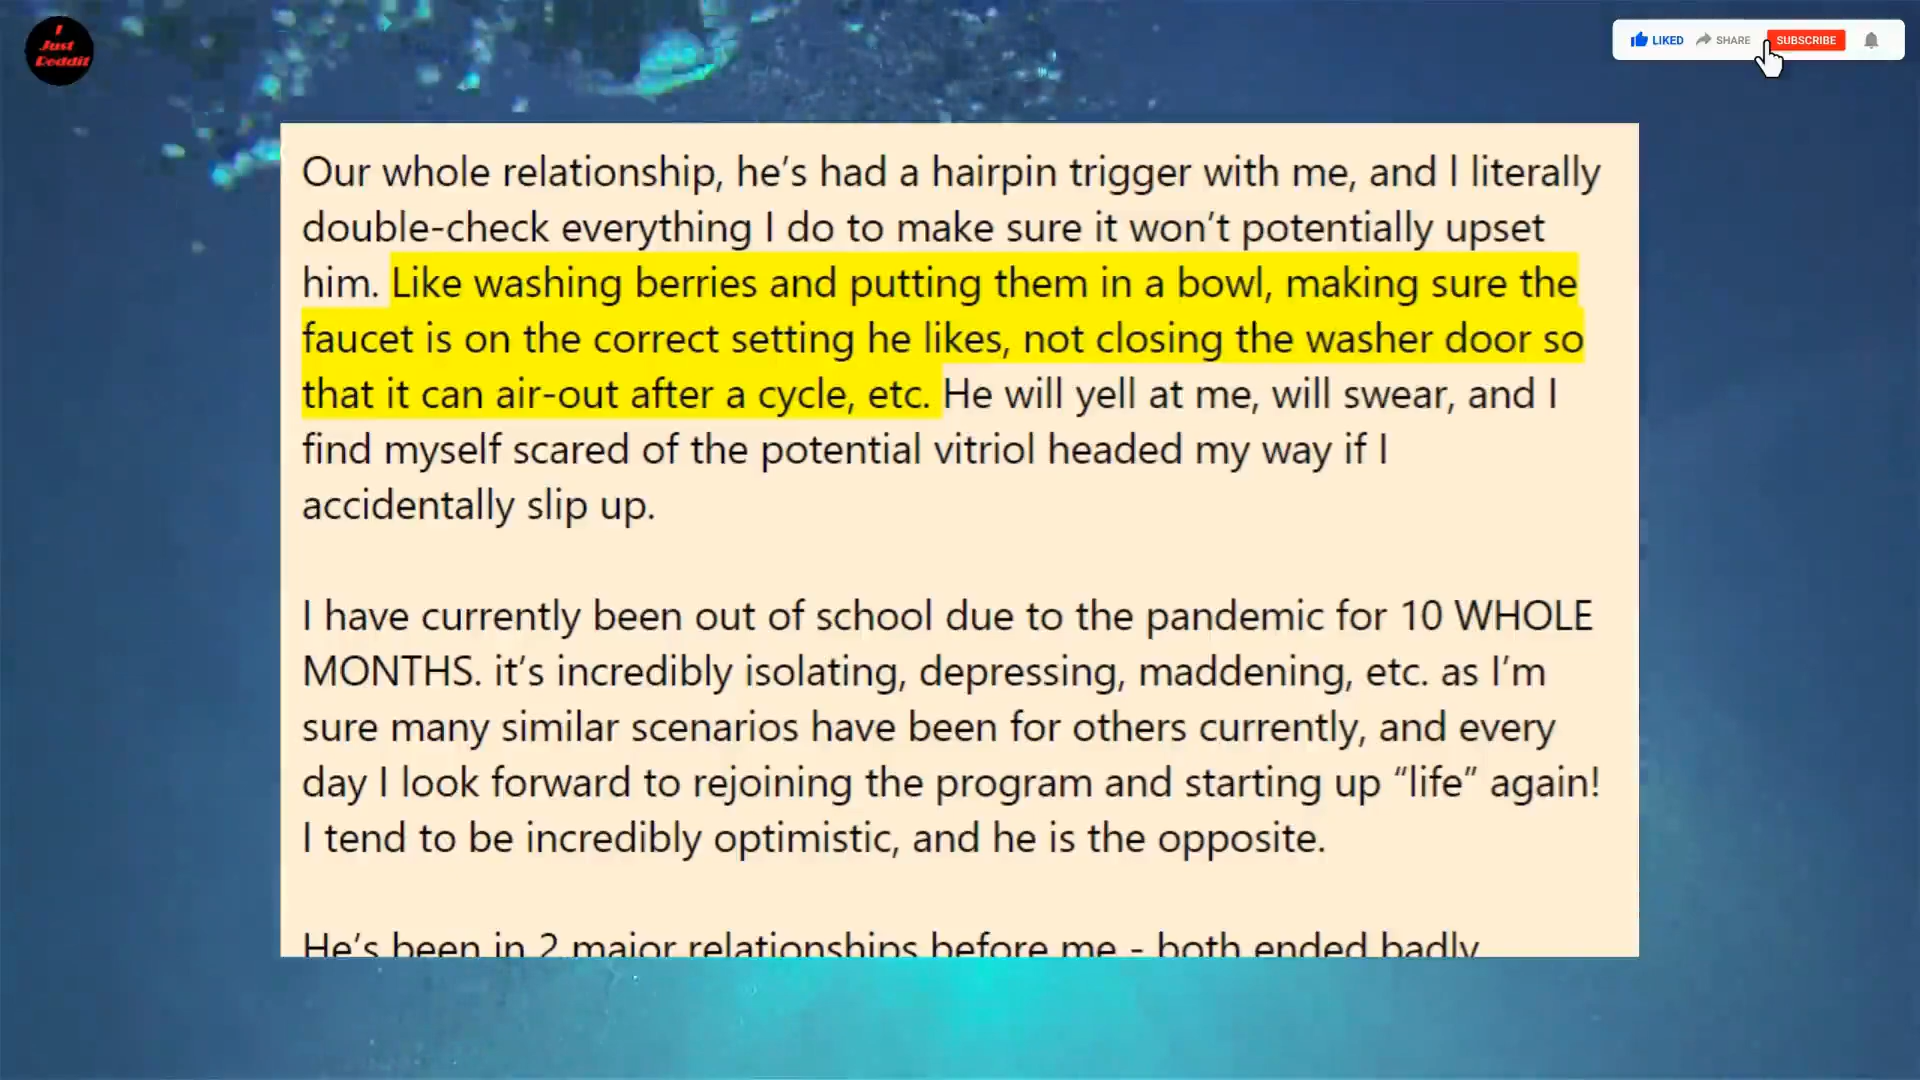 I
Just
Reddit
LIKED SHARE SUBSCRIBE
Our whole relationship, he’s had a hairpin trigger with me, and I literally
double-check everything I do to make sure it won’t potentially upset
him. Like washing berries and putting them in a bowl, making sure the
faucet is on the correct setting he likes, not closing the washer door so
that it can air-out after a cycle, etc. He will yell at me, will swear, and I
find myself scared of the potential vitriol headed my way if I
accidentally slip up.
I have currently been out of school due to the pandemic for 10 WHOLE
MONTHS. it’s incredibly isolating, depressing, maddening, etc. as I’m
sure many similar scenarios have been for others currently, and every
day I look forward to rejoining the program and starting up “life” again!
I tend to be incredibly optimistic, and he is the opposite.
He’s been in 2 major relationships before me - both ended badly